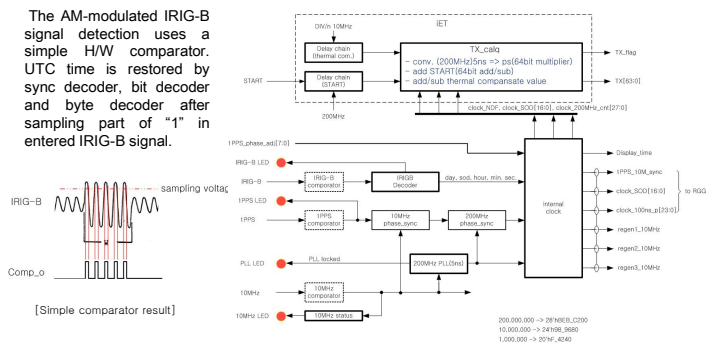 The AM-modulated IRIG-B
signal detection uses a
simple H/W comparator.
UTC time is restored by
sync decoder, bit decoder
and byte decoder after
sampling part of "1" in
entered IRIG-B signal.
sampling voltag
IRIG-B
Comp_o
[Simple comparator result]
iET
DIV/n 10MHz
Delay chain
(thermal com.)
START
Delay chain
(START)
200MHz
TX_calq
- conv. (200MHz)5ns => ps(64bit multiplier)
- add START(64bit add/sub)
- add/sub thermal compansate value
TX_flag
TX[63:0]
clock_NDF, clock_SOD[16:0], clock_200MHz_cnt[27:0]
1PPS_phase_adj[7:0]
IRIG-B LED
IRIG-B
IRIG-B
comporator
IRIGB
Decoder
day, sod, hour, min, sec.
1PPS LED
1PPS
1PPS
comporator
10MHz
phase_sync
200MHz
phase_sync
PLL LED
PLL locked
200MHz PLL(5ns)
10MHz
10MHz
comporator
10MHz LED
10MHz status
internal
clock
Display_time
1PPS_10M_sync
clock_SOD[16:0]
clock_100ns_p[23:0]
to RGG
regen1_10MHz
regen2_10MHz
regen3_10MHz
200,000,000 -> 28'hBEB_C200
10,000,000 -> 24'h98_9680
1,000,000 -> 20'hF_4240